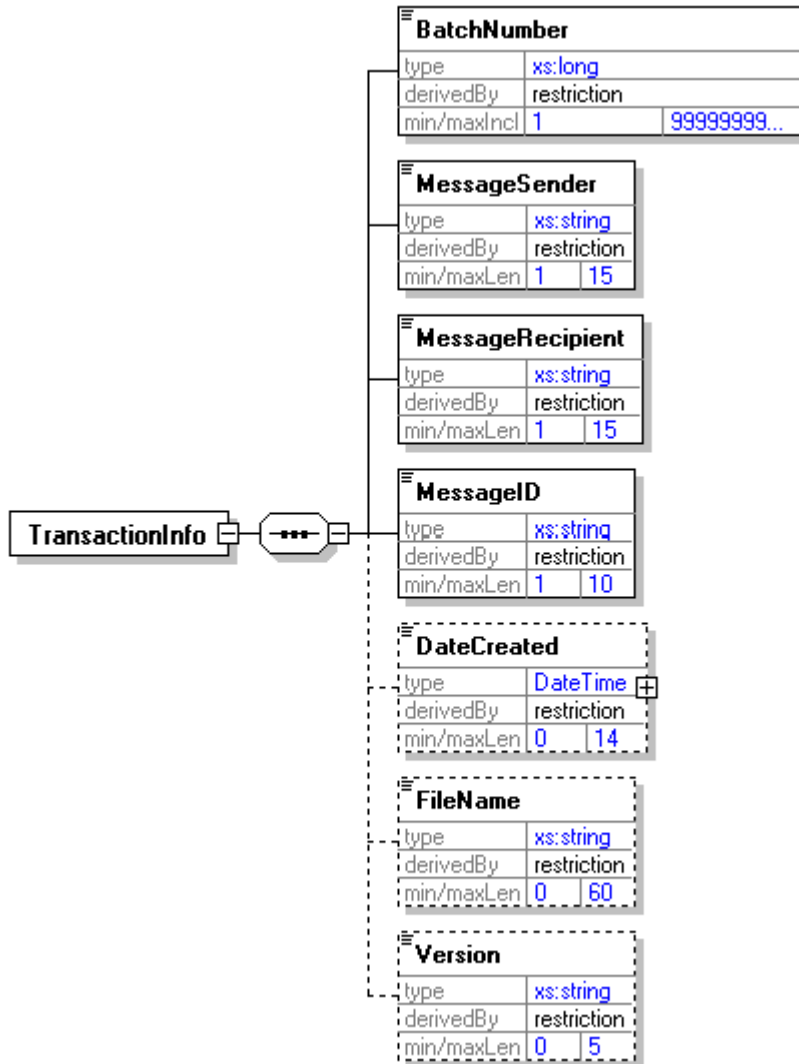 BatchNumber
type xs:long
derivedBy restriction
min/maxIncl 1 99999999...
MessageSender
type xs:string
derivedBy restriction
min/maxLen 1 15
MessageRecipient
type xs:string
derivedBy restriction
min/maxLen 1 15
TransactionInfo
MessageID
type xs:string
derivedBy restriction
min/maxLen 1 10
DateCreated
type DateTime
derivedBy restriction
min/maxLen 0 14
FileName
type xs:string
derivedBy restriction
min/maxLen 0 60
Version
type xs:string
derivedBy restriction
min/maxLen 0 5